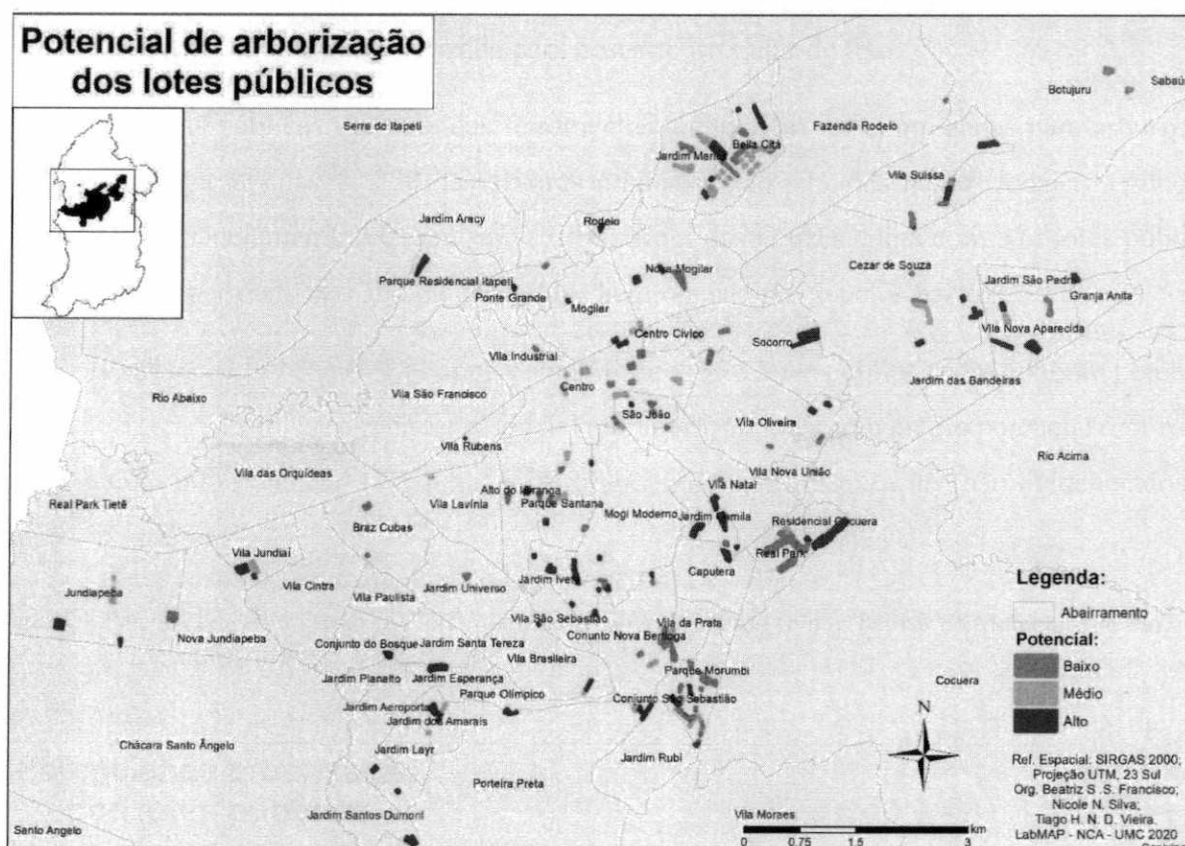 Potencial de arborização
dos lotes públicos
Serra do Itapeti
Fazenda Rodeio
Botujuru
Sabaú
Bella Citá
Vila Suissa
Jardim Aracy
Rodeio
Parque Residencial Itapeti
Ponte Grande
Mogilar
Nova Mogilar
Cezar de Souza
Jardim São Pedro
Granja Anita
Centro Cívico
Socorro
Vila Nova Aparecida
Vila Industrial
Centro
Jardim das Bandeiras
Rio Abaixo
Vila São Francisco
São João
Vila Oliveira
Vila Rubens
Rio Acima
Vila das Orquídeas
Vila Nova União
Vila Natal
Real Park Tietê
Vila Lavínia
Alto do Ipiranga
Parque Santana
Mogi Moderno
Jardim Camila
Residencial Cocuera
Braz Cubas
Real Park
Vila Jundiaí
Caputera
Jundiapeba
Vila Cintra
Vila Paulista
Jardim Universo
Jardim Ivete
Vila São Sebastião
Vila da Prata
Nova Jundiapeba
Conjunto do Bosque
Jardim Santa Tereza
Conunto Nova Bertioga
Vila Brasileira
Parque Morumbi
Jardim Planalto
Jardim Esperança
Parque Olímpico
Conjunto São Sebastião
Cocuera
Jardim Aeroporto
Jardim dos Amarais
Chácara Santo Ângelo
Jardim Layr
Jardim Rubi
Porteira Preta
Jardim Santos Dumont
Vila Moraes
Santo Angelo
Legenda:
Abairramento
Potencial:
Baixo
Médio
Alto
N
Ref. Espacial: SIRGAS 2000;
Projeção UTM, 23 Sul
Org. Beatriz S .S. Francisco;
Nicole N. Silva;
Tiago H. N. D. Vieira.
LabMAP - NCA - UMC 2020
km
0 0.75 1.5 3